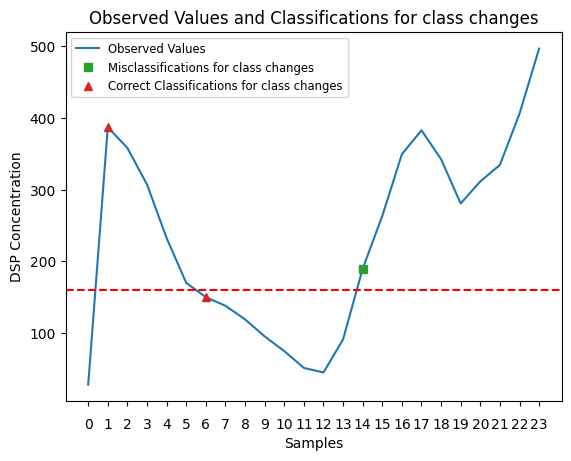 Observed Values and Classifications for class changes
Observed Values
Misclassifications for class changes
Correct Classifications for class changes
500
400
300
200
100
DSP Concentration
0 1 2 3 4 5 6 7 8 9 10 11 12 13 14 15 16 17 18 19 20 21 22 23
Samples